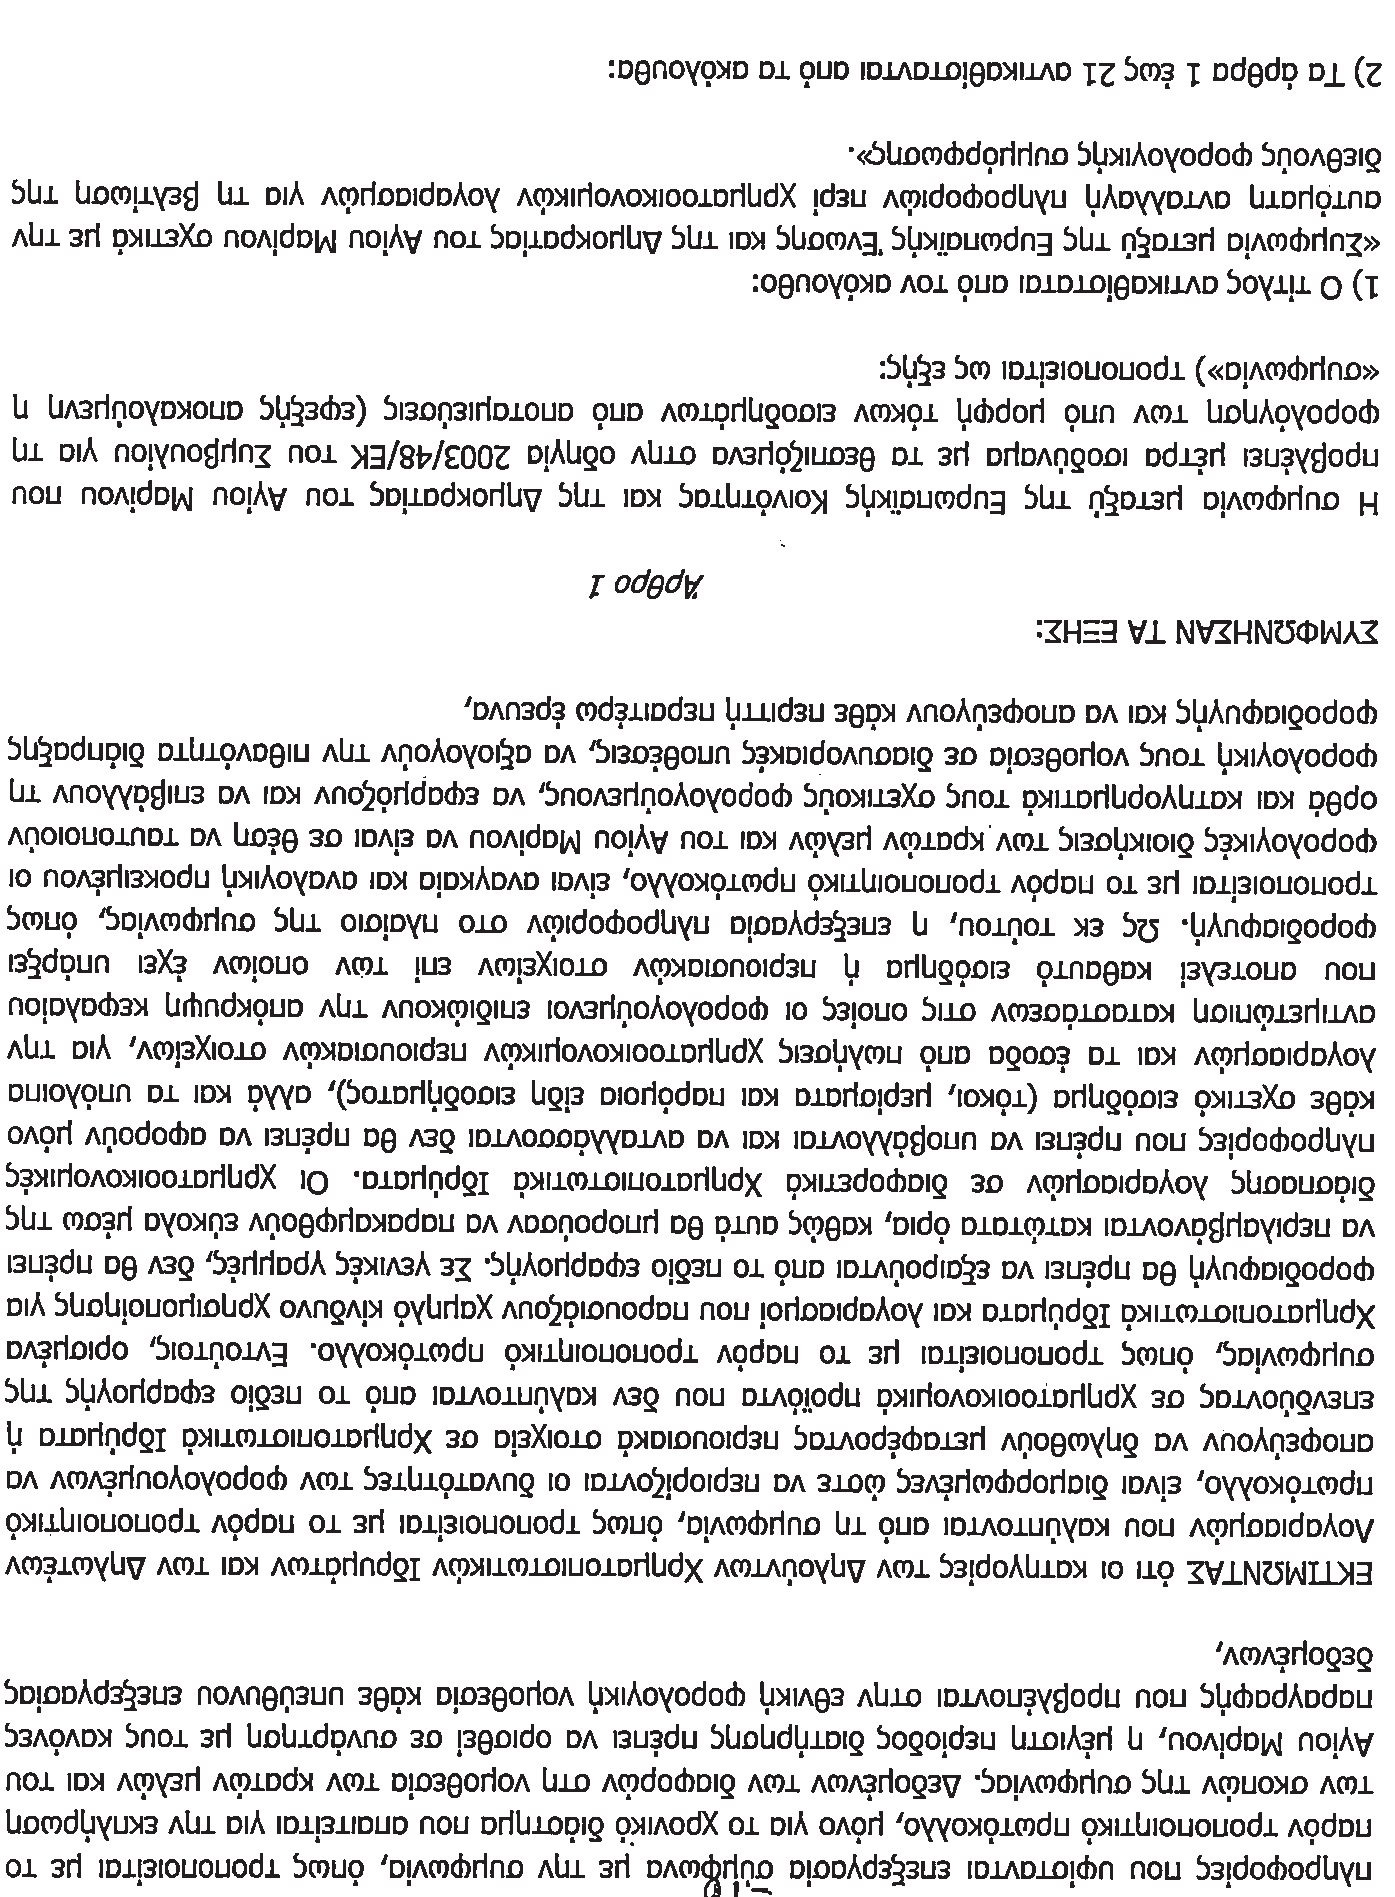 πληροφορίες που υφίστανται επεξεργασία σύμφωνα με την συμφωνία, όπως τροποποιείται με το
παρόν τροποποιητικό πρωτόκολλο, μόνο για το χρονικό διάστημα που απαιτείται για την εκπλήρωση
των σκοπών της συμφωνίας. Δεδομένων των διαφορών στη νομοθεσία των κρατών μελών και του
Αγίου Μαρίνου, η μέγιστη περίοδος διατήρησης πρέπει να ορισθεί σε συνάρτηση με τους κανόνες
παραγραφής που προβλέπονται στην εθνική φορολογική νομοθεσία κάθε υπεύθυνου επεξεργασίας
δεδομένων,
ΕΚΤΙΜΩΝΤΑΣ ότι οι κατηγορίες των Δηλούντων Χρηματοπιστωτικών Ιδρυμάτων και των Δηλωτέων
Λογαριασμών που καλύπτονται από τη συμφωνία, όπως τροποποιείται με το παρόν τροποποιητικό
πρωτόκολλο, είναι διαμορφωμένες ώστε να περιορίζονται οι δυνατότητες των φορολογουμένων να
αποφεύγουν να δηλωθούν μεταφέροντας περιουσιακά στοιχεία σε Χρηματοπιστωτικά Ιδρύματα ή
επενδύοντας σε Χρηματοοικονομικά προϊόντα που δεν καλύπτονται από το πεδίο εφαρμογής της
συμφωνίας, όπως τροποποιείται με το παρόν τροποποιητικό πρωτόκολλο. Εντούτοις, ορισμένα
Χρηματοπιστωτικά Ιδρύματα και λογαριασμοί που παρουσιάζουν χαμηλό κίνδυνο χρησιμοποίησης για
φοροδιαφυγή θα πρέπει να εξαιρούνται από το πεδίο εφαρμογής. Σε γενικές γραμμές, δεν θα πρέπει
να περιλαμβάνονται κατώτατα όρια, καθώς αυτά θα μπορούσαν να παρακαμφθούν εύκολα μέσω της
διάσπασης λογαριασμών σε διαφορετικά Χρηματοπιστωτικά Ιδρύματα. Οι χρηματοοικονομικές
πληροφορίες που πρέπει να υποβάλλονται και να ανταλλάσσονται δεν θα πρέπει να αφορούν μόνο
κάθε σχετικό εισόδημα (τόκοι, μερίσματα και παρόμοια είδη εισοδήματος), αλλά και τα υπόλοιπα
λογαριασμών και τα έσοδα από πωλήσεις Χρηματοοικονομικών περιουσιακών στοιχείων, για την
αντιμετώπιση καταστάσεων στις οποίες οι φορολογούμενοι επιδιώκουν την απόκρυψη κεφαλαίου
που αποτελεί καθαυτό εισόδημα ή περιουσιακών στοιχείων επί των οποίων έχει υπάρξει
φοροδιαφυγή. Ως εκ τούτου, η επεξεργασία πληροφοριών στο πλαίσιο της συμφωνίας, όπως
τροποποιείται με το παρόν τροποποιητικό πρωτόκολλο, είναι αναγκαία και αναλογική προκειμένου οι
φορολογικές διοικήσεις των κρατών μελών και του Αγίου Μαρίνου να είναι σε θέση να ταυτοποιούν
ορθά και κατηγορηματικά τους σχετικούς φορολογούμενους, να εφαρμόζουν και να επιβάλλουν τη
φορολογική τους νομοθεσία σε διασυνοριακές υποθέσεις, να αξιολογούν την πιθανότητα διάπραξης
φοροδιαφυγής και να αποφεύγουν κάθε περιττή περαιτέρω έρευνα,
ΣΥΜΦΩΝΗΣΑΝ ΤΑ ΕΞΗΣ:
Άρθρο 1
Η συμφωνία μεταξύ της Ευρωπαϊκής Κοινότητας και της Δημοκρατίας του Αγίου Μαρίνου που
προβλέπει μέτρα ισοδύναμα με τα θεσπιζόμενα στην οδηγία 2003/48/ΕΚ του Συμβουλίου για τη
φορολόγηση των υπό μορφή τόκων εισοδημάτων από αποταμιεύσεις (εφεξής αποκαλούμενη η
«συμφωνία») τροποποιείται ως εξής:
1) Ο τίτλος αντικαθίσταται από τον ακόλουθο:
«Συμφωνία μεταξύ της Ευρωπαϊκής Ένωσης και της Δημοκρατίας του Αγίου Μαρίνου σχετικά με την
αυτόματη ανταλλαγή πληροφοριών περί Χρηματοοικονομικών λογαριασμών για τη βελτίωση της
διεθνούς φορολογικής συμμόρφωσης».
2) Τα άρθρα 1 έως 21 αντικαθίστανται από τα ακόλουθα: